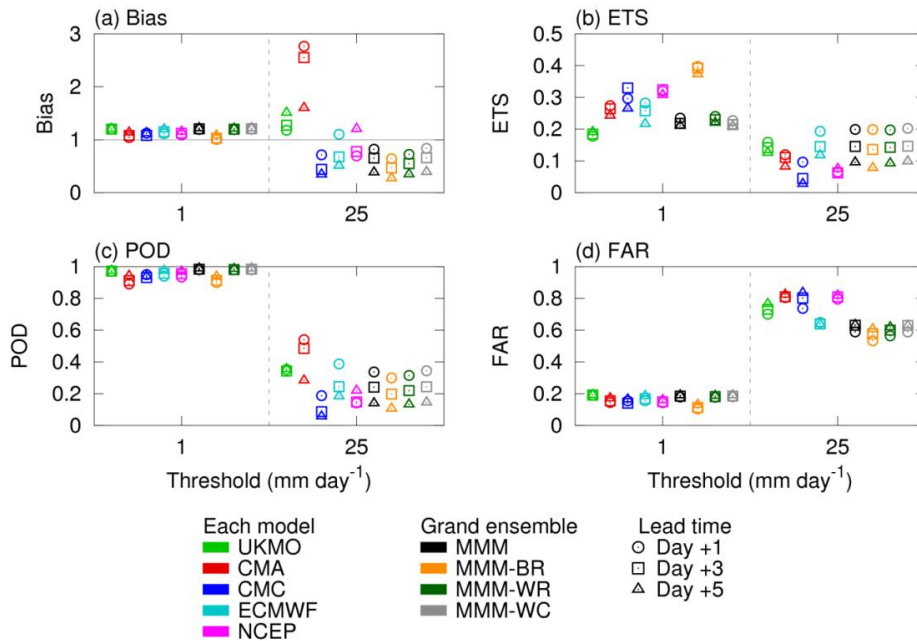 (a) Bias
(b) ETS
3
2
1
0
Bias
1
25
0.5
0.4
0.3
0.2
0.1
0
ETS
1
25
(c) POD
(d) FAR
1
0.8
0.6
0.4
0.2
0
POD
1
25
Threshold (mm day-1)
1
0.8
0.6
0.4
0.2
0
FAR
1
25
Threshold (mm day-1)
Each model
UKMO
CMA
CMC
ECMWF
NCEP
Grand ensemble
MMM
MMM-BR
MMM-WR
MMM-WC
Lead time
Day +1
Day +3
Day +5